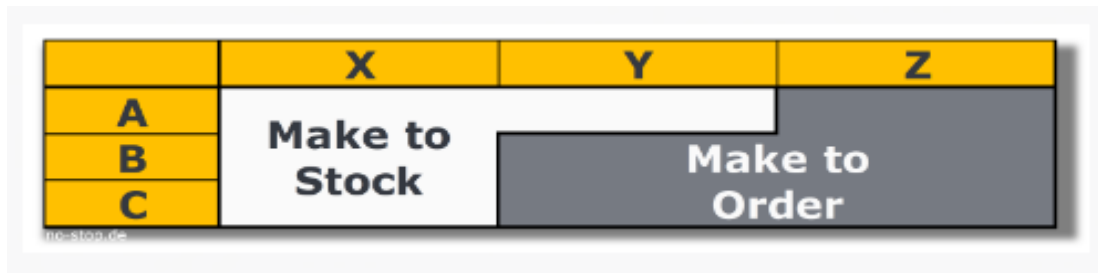 X Y Z
A
B
C
Make to
Stock
Make to
Order
no-stop.de